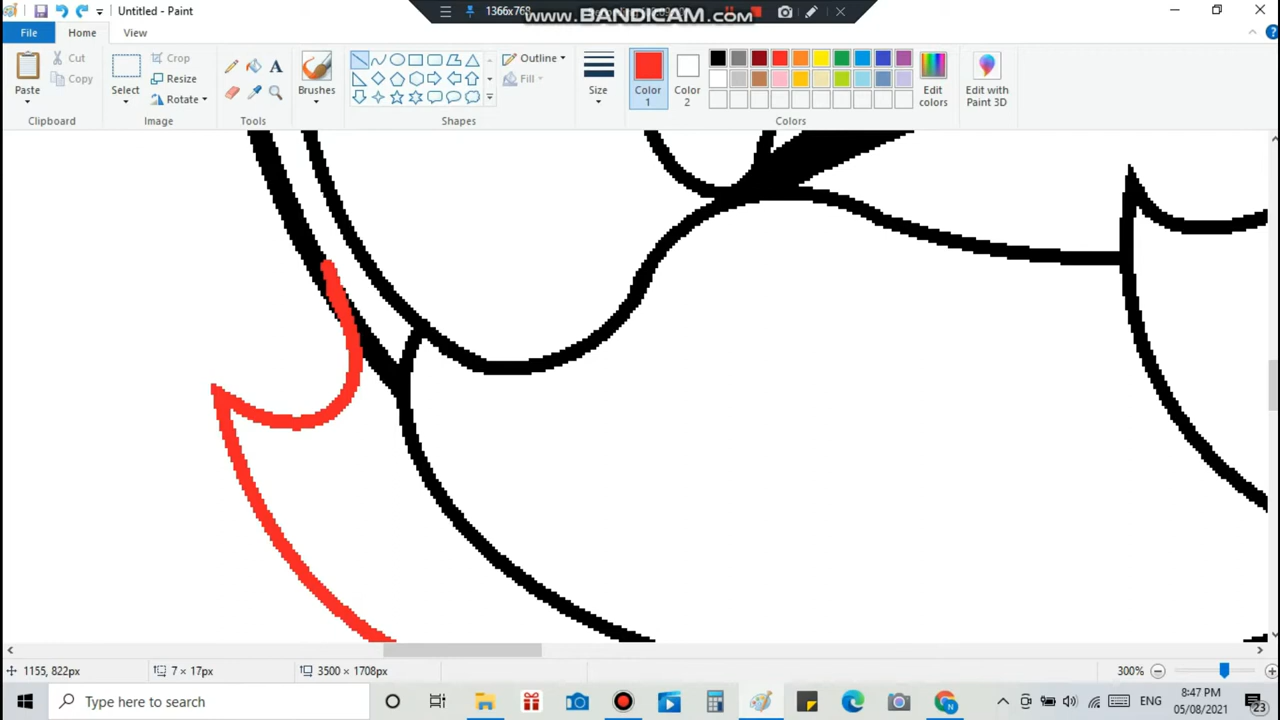 Untitled - Paint
1366x768
www.BANDICAM.com
File
Home
View
Cut
Copy
Paste
Clipboard
Crop
Resize
Rotate
Select
Image
Tools
Brushes
Outline
Fill
Shapes
Size
Color 1
Color 2
Edit colors
Colors
Edit with Paint 3D
1155, 822px
7 × 17px
3500 × 1708px
300%
Type here to search
ENG
8:47 PM
05/08/2021
23